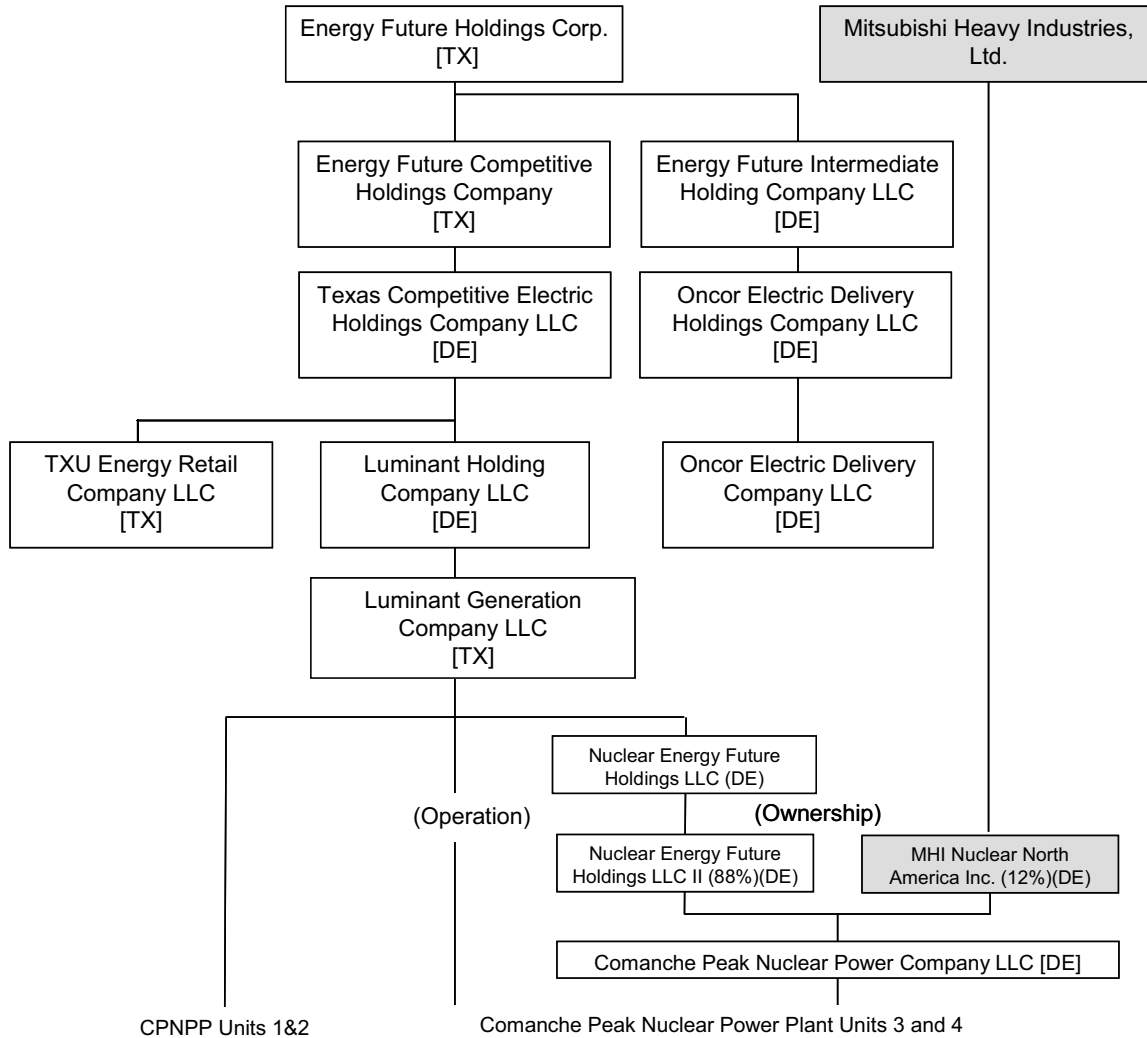 Energy Future Holdings Corp.
[TX]
Mitsubishi Heavy Industries,
Ltd.
Energy Future Competitive
Holdings Company
[TX]
Energy Future Intermediate
Holding Company LLC
[DE]
Texas Competitive Electric
Holdings Company LLC
[DE]
Oncor Electric Delivery
Holdings Company LLC
[DE]
TXU Energy Retail
Company LLC
[TX]
Luminant Holding
Company LLC
[DE]
Oncor Electric Delivery
Company LLC
[DE]
Luminant Generation
Company LLC
[TX]
Nuclear Energy Future
Holdings LLC (DE)
(Operation)
(Ownership)
Nuclear Energy Future
Holdings LLC II (88%)(DE)
MHI Nuclear North
America Inc. (12%)(DE)
Comanche Peak Nuclear Power Company LLC [DE]
CPNPP Units 1&2
Comanche Peak Nuclear Power Plant Units 3 and 4